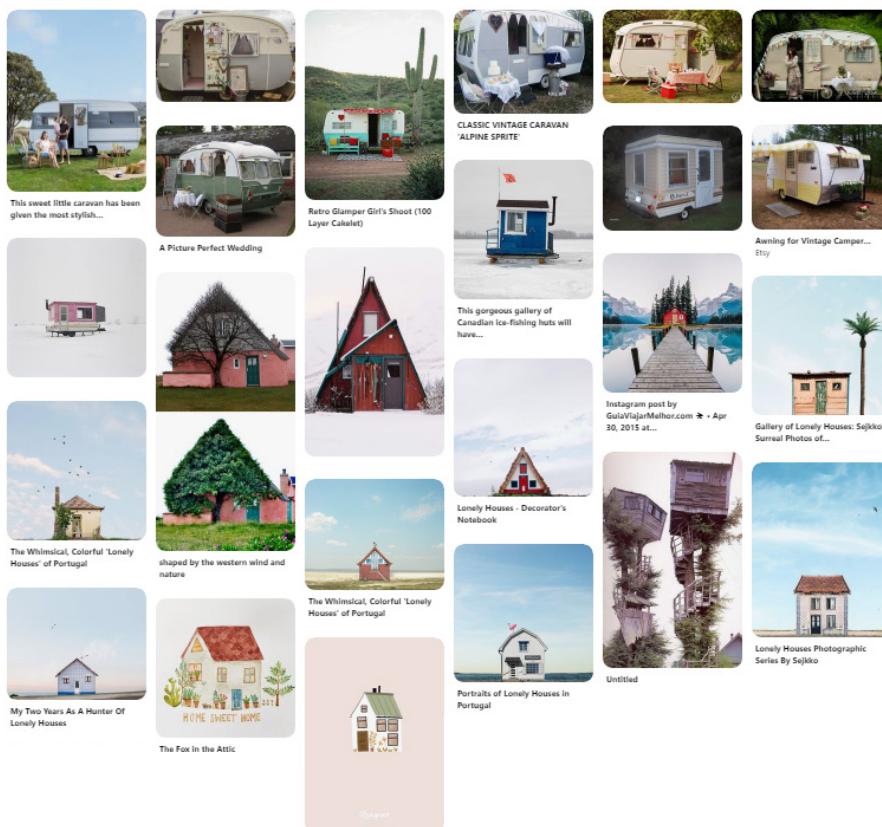 This sweet little caravan has been
given the most stylish...
My Two Years As A Hunter Of
Lonely Houses
The Whimsical, Colorful 'Lonely
Houses' of Portugal
A Picture Perfect Wedding
shaped by the western wind and
nature
HOME SWEET HOME
The Fox in the Attic
Retro Glamper Girl's Shoot (100
Layer Cakelet)
The Whimsical, Colorful 'Lonely
Houses' of Portugal
CLASSIC VINTAGE CARAVAN
'ALPINE SPRITE'
This gorgeous gallery of
Canadian ice-fishing huts will
have...
Lonely Houses - Decorator's
Notebook
Portraits of Lonely Houses in
Portugal
Instagram post by
GuiaViajarMelhor.com ✈ • Apr
30, 2015 at...
Untitled
Awning for Vintage Camper...
Etsy
Gallery of Lonely Houses: Sejkko
Surreal Photos of...
Lonely Houses Photographic
Series By Sejkko